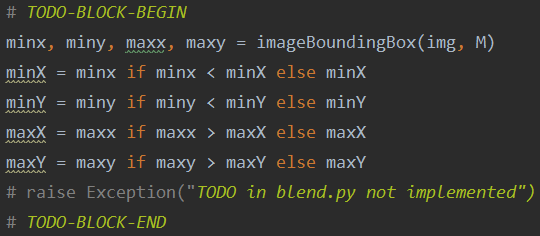 # TODO-BLOCK-BEGIN
minx, miny, maxx, maxy = imageBoundingBox(img, M)
minX = minx if minx < minX else minX
minY = miny if miny < minY else minY
maxX = maxx if maxx > maxX else maxX
maxY = maxy if maxy > maxY else maxY
# raise Exception("TODO in blend.py not implemented")
# TODO-BLOCK-END